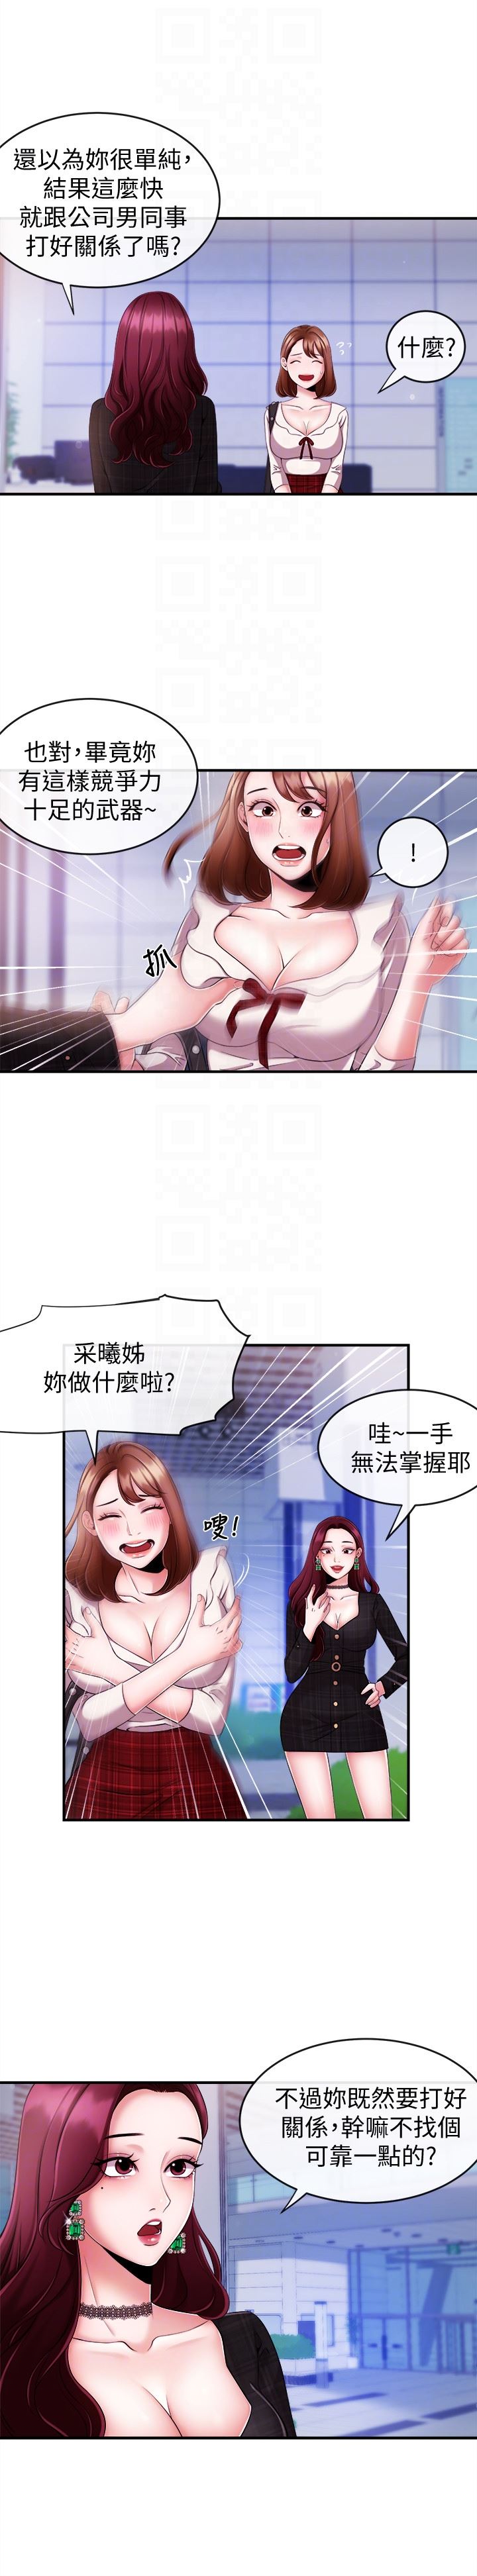 還以為妳很單純，
結果這麼快
就跟公司男同事
打好關係了嗎？
什麼？
也對，畢竟妳
有這樣競爭力
十足的武器~
！
抓
采曦姊
妳做什麼啦？
哇~一手
無法掌握耶
嗖！
不過妳既然要打好
關係，幹嘛不找個
可靠一點的？